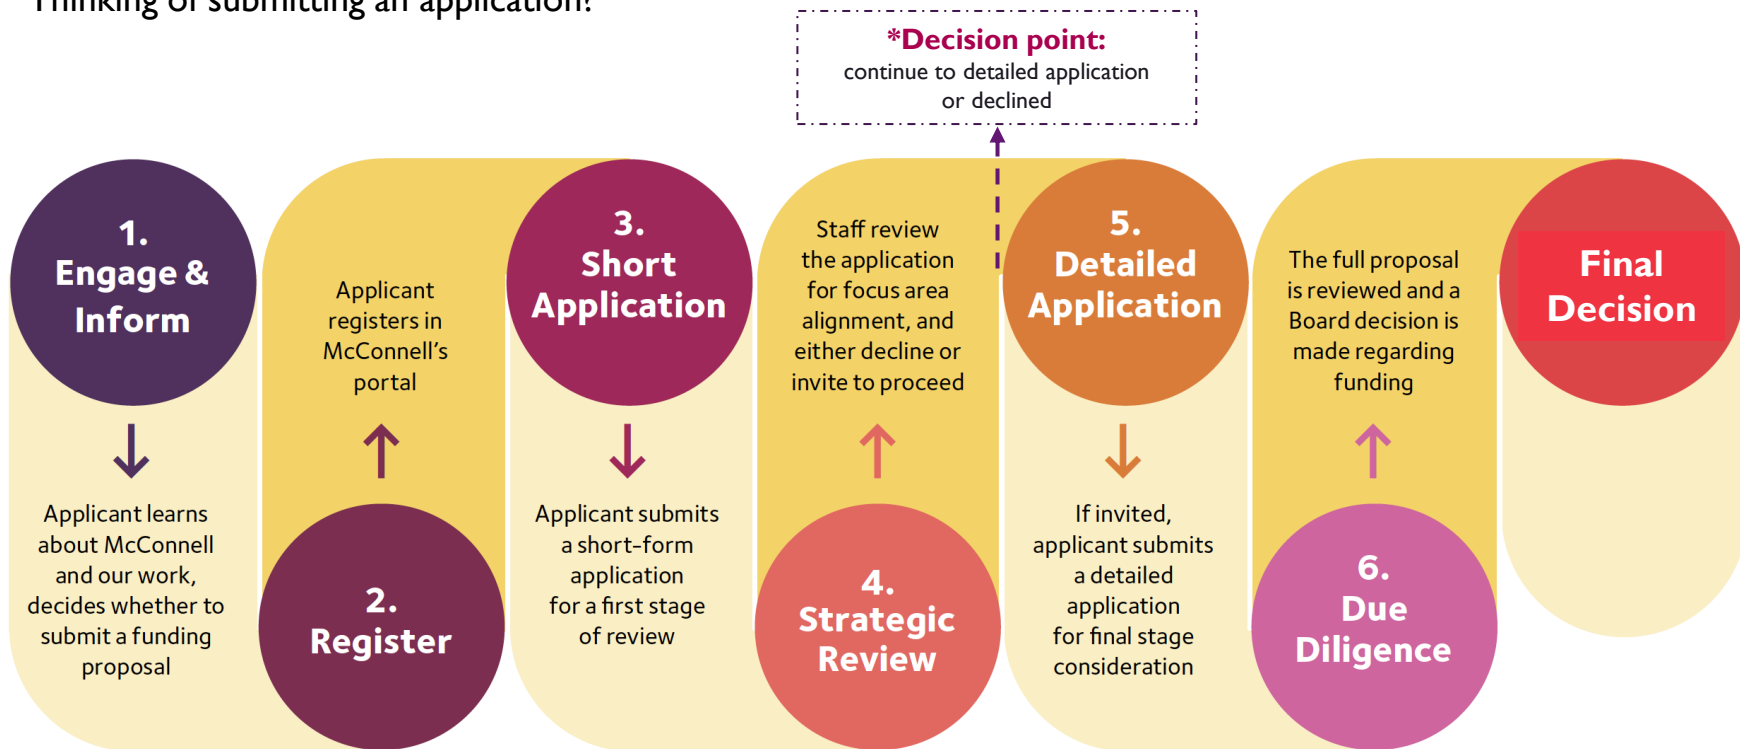 Thinking of submitting an application?
*Decision point:
continue to detailed application
or declined
1.
Engage &
Inform
Applicant learns
about McConnell
and our work,
decides whether to
submit a funding
proposal
Applicant
registers in
McConnell's
portal
2.
Register
3.
Short
Application
Applicant submits
a short-form
application
for a first stage
of review
Staff review
the application
for focus area
alignment, and
either decline or
invite to proceed
4.
Strategic
Review
5.
Detailed
Application
If invited,
applicant submits
a detailed
application
for final stage
consideration
The full proposal
is reviewed and a
Board decision is
made regarding
funding
6.
Due
Diligence
Final
Decision